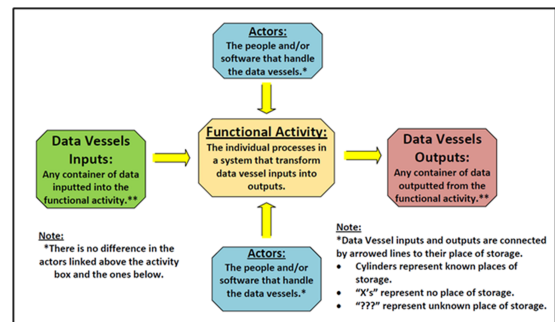 Actors:
The people and/or
software that handle
the data vessels.*
Data Vessels
Inputs:
Any container of data
inputted into the
functional activity.**
Functional Activity:
The individual processes in
a system that transform
data vessel inputs into
outputs.
Data Vessels
Outputs:
Any container of data
outputted from the
functional activity.**
Note:
*There is no difference in the
actors linked above the activity
box and the ones below.
Actors:
The people and/or
software that handle
the data vessels.*
Note:
*Data Vessel inputs and outputs are connected
by arrowed lines to their place of storage.
• Cylinders represent known places of
storage.
• “X’s” represent no place of storage.
• “???” represent unknown place of storage.